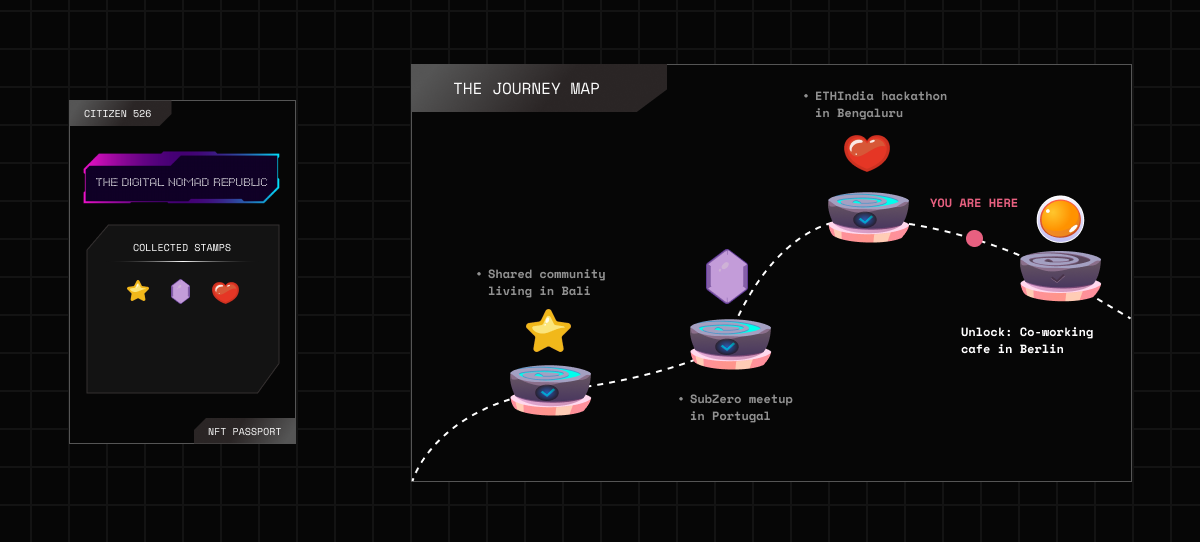 CITIZEN 526
THE DIGITAL NOMAD REPUBLIC
COLLECTED STAMPS
NFT PASSPORT
THE JOURNEY MAP
• Shared community
living in Bali
• SubZero meetup
in Portugal
• ETHIndia hackathon
in Bengaluru
YOU ARE HERE
Unlock: Co-working
cafe in Berlin